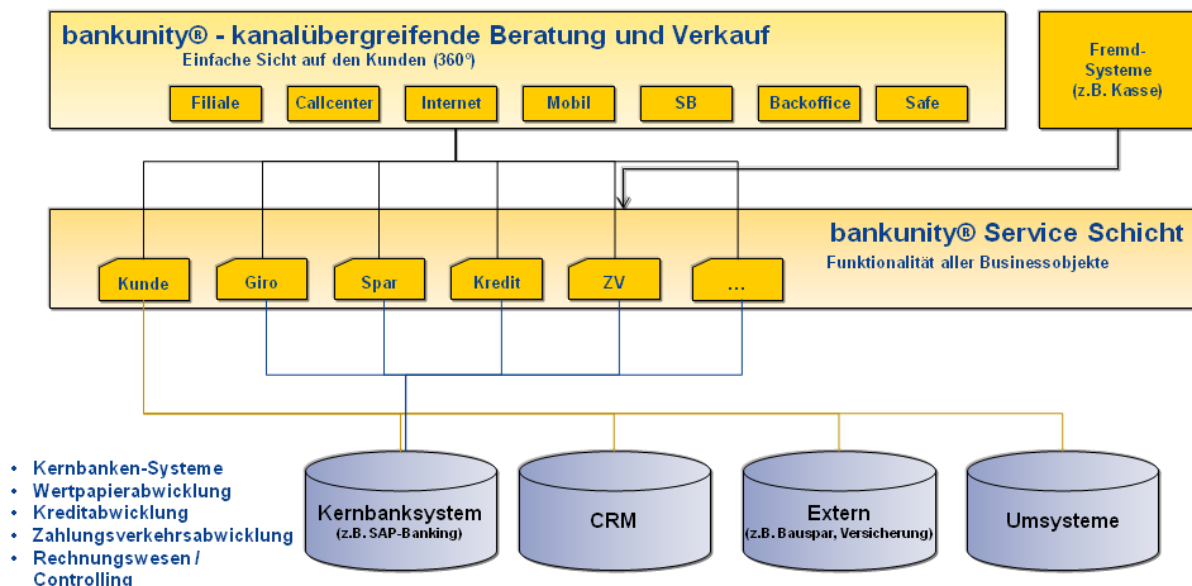 bankunity® - kanalübergreifende Beratung und Verkauf
Einfache Sicht auf den Kunden (360°)
Filiale
Callcenter
Internet
Mobil
SB
Backoffice
Safe
Fremd-
Systeme
(z.B. Kasse)
bankunity® Service Schicht
Funktionalität aller Businessobjekte
Kunde
Giro
Spar
Kredit
ZV
...
• Kernbanken-Systeme
• Wertpapierabwicklung
• Kreditabwicklung
• Zahlungsverkehrsabwicklung
• Rechnungswesen /
Controlling
Kernbanksystem
(z.B. SAP-Banking)
CRM
Extern
(z.B. Bauspar, Versicherung)
Umsysteme